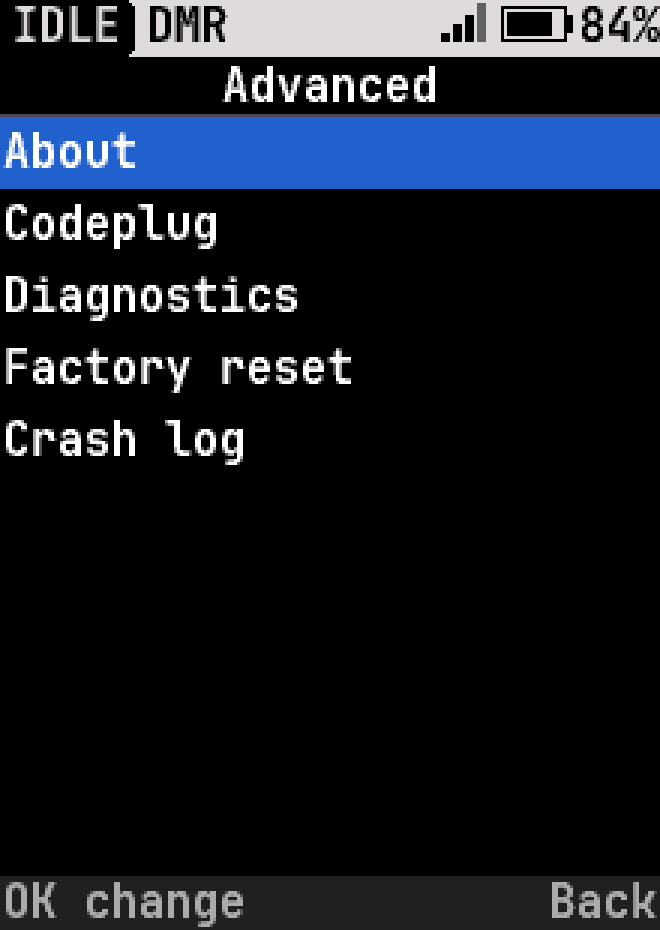 IDLE DMR 84%
Advanced
About
Codeplug
Diagnostics
Factory reset
Crash log
OK change Back